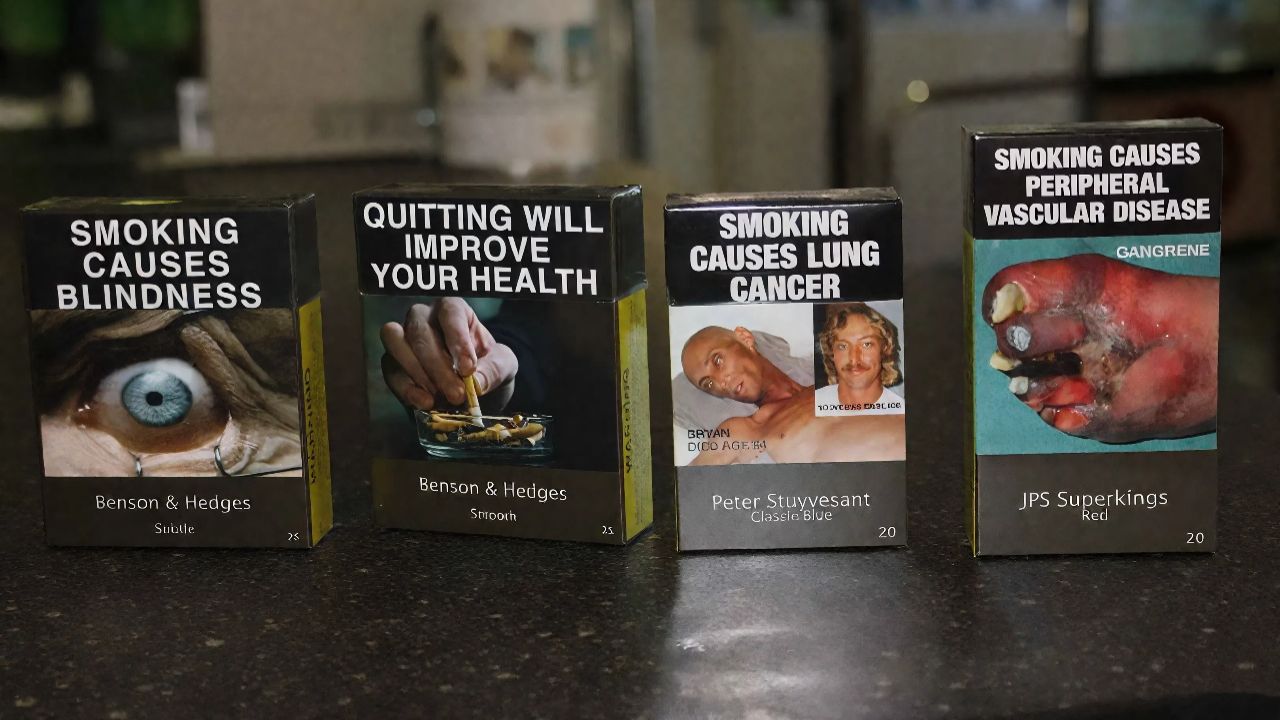 SMOKING
CAUSES
BLINDNESS
Benson & Hedges
Subtle
QUITTING WILL
IMPROVE
YOUR HEALTH
Benson & Hedges
Smooth
25
SMOKING
CAUSES LUNG
CANCER
BRYAN
Peter Stuyvesant
Classic Blue
20
SMOKING CAUSES
PERIPHERAL
VASCULAR DISEASE
GANGRENE
JPS Superkings
Red
20